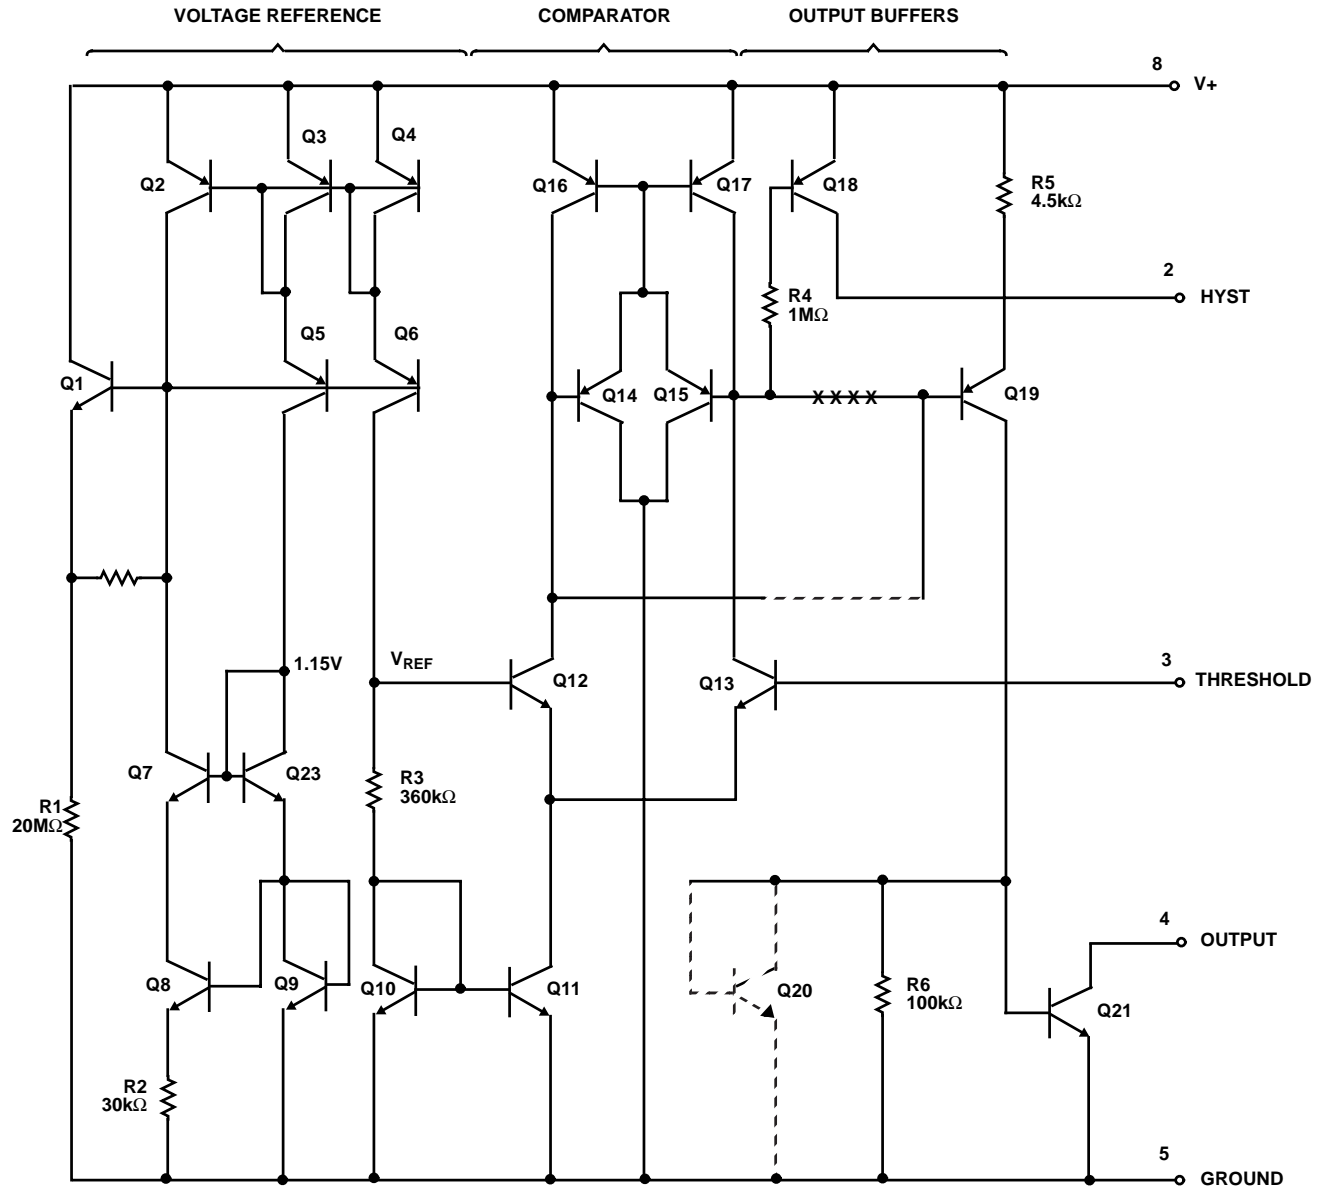 VOLTAGE REFERENCE
COMPARATOR
OUTPUT BUFFERS
8
V+
Q3
Q4
Q2
Q16
Q17
Q18
R5
4.5kΩ
2
HYST
R4
1MΩ
Q5
Q6
Q1
Q14
Q15
X X X X
Q19
1.15V
VREF
Q12
Q13
3
THRESHOLD
Q7
Q23
R3
360kΩ
R1
20MΩ
4
OUTPUT
Q8
Q9
Q10
Q11
Q20
R6
100kΩ
Q21
R2
30kΩ
5
GROUND